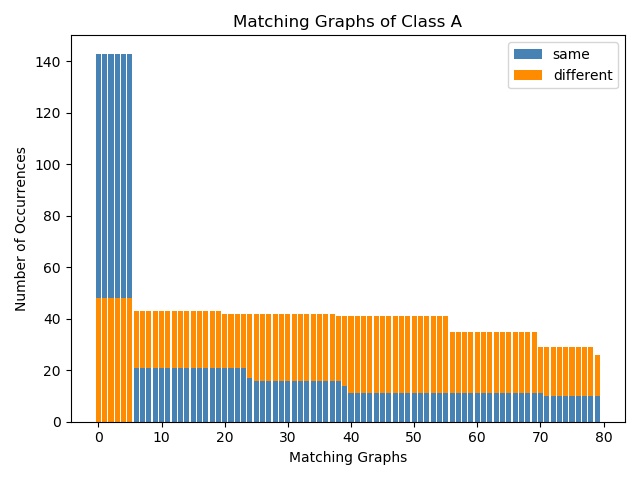 Matching Graphs of Class A
same
different
Number of Occurrences
140
120
100
80
60
40
20
0
0 10 20 30 40 50 60 70 80
Matching Graphs